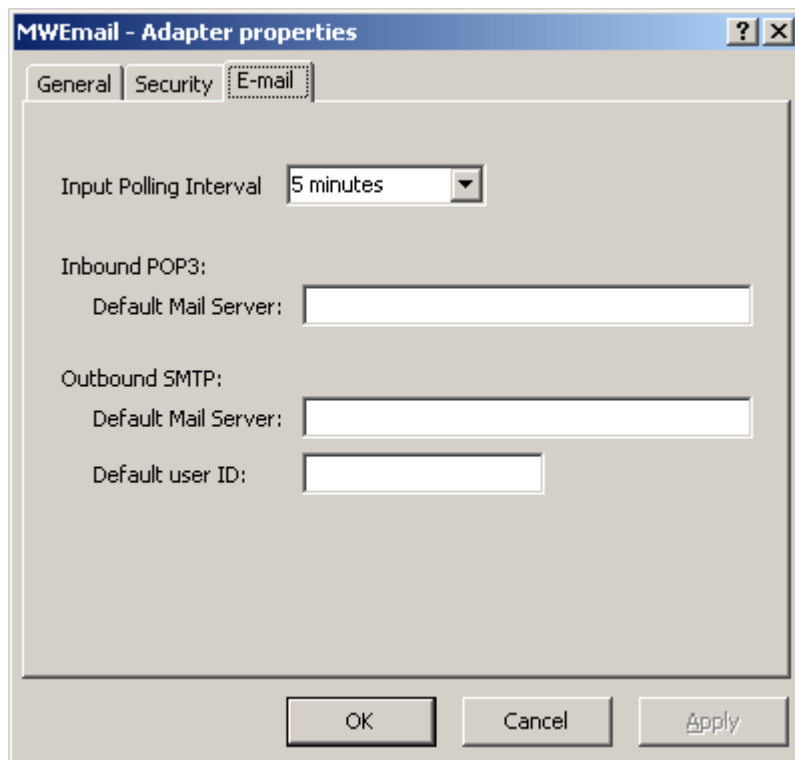 MWEmail - Adapter properties
General Security E-mail
Input Polling Interval 5 minutes
Inbound POP3:
Default Mail Server:
Outbound SMTP:
Default Mail Server:
Default user ID:
OK Cancel Apply